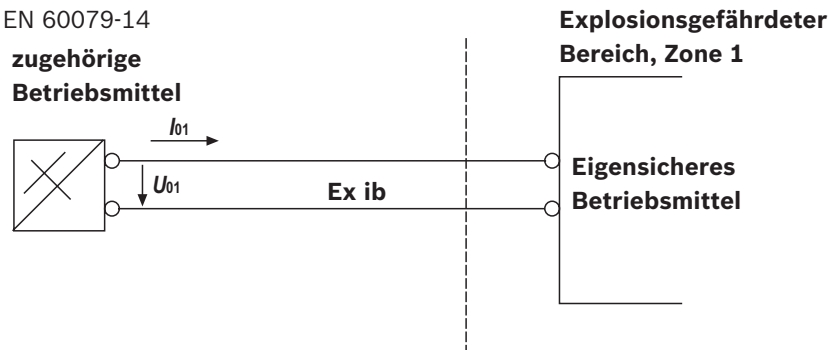 EN 60079-14
zugehörige
Betriebsmittel
Explosionsgefährdeter
Bereich, Zone 1
I01
U01
Ex ib
Eigensicheres
Betriebsmittel